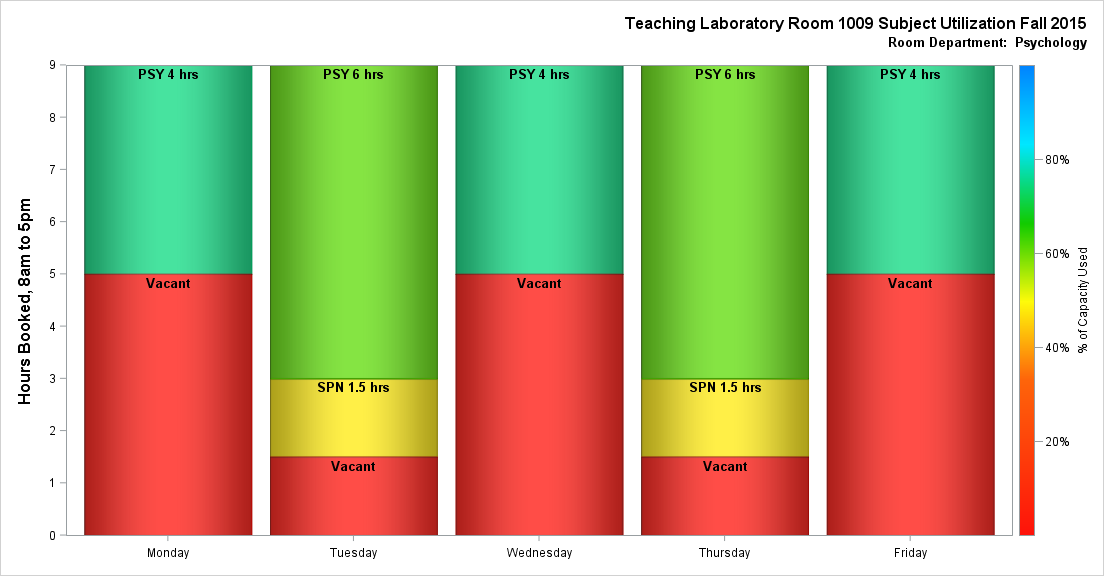 Teaching Laboratory Room 1009 Subject Utilization Fall 2015
Room Department: Psychology
Hours Booked, 8am to 5pm
9
8
7
6
5
4
3
2
1
0
PSY 4 hrs
Vacant
PSY 6 hrs
SPN 1.5 hrs
Vacant
PSY 4 hrs
Vacant
PSY 6 hrs
SPN 1.5 hrs
Vacant
PSY 4 hrs
Vacant
Monday
Tuesday
Wednesday
Thursday
Friday
80%
60%
40%
20%
% of Capacity Used